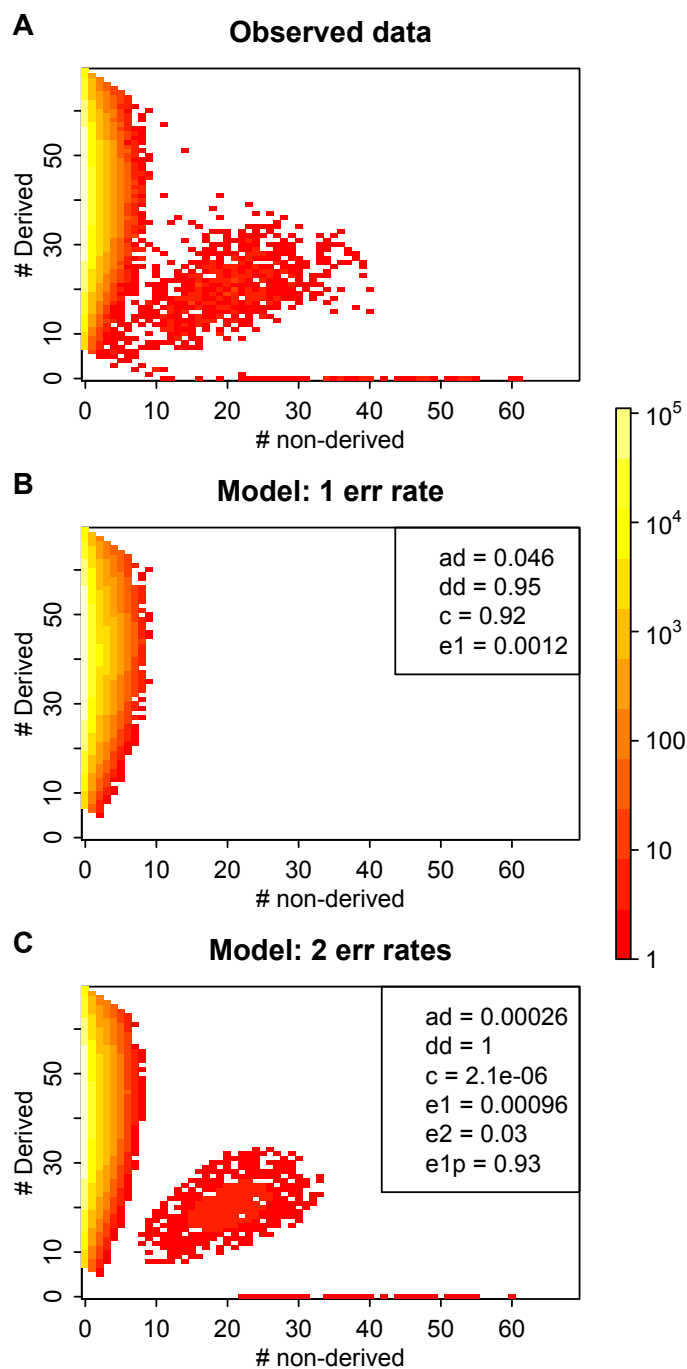 A
Observed data
# Derived
50
30
10
0
0 10 20 30 40 50 60
# non-derived
B
Model: 1 err rate
ad = 0.046
dd = 0.95
c = 0.92
e1 = 0.0012
# Derived
50
30
10
0
0 10 20 30 40 50 60
# non-derived
10^5
10^4
10^3
100
10
1
C
Model: 2 err rates
ad = 0.00026
dd = 1
c = 2.1e-06
e1 = 0.00096
e2 = 0.03
e1p = 0.93
# Derived
50
30
10
0
0 10 20 30 40 50 60
# non-derived